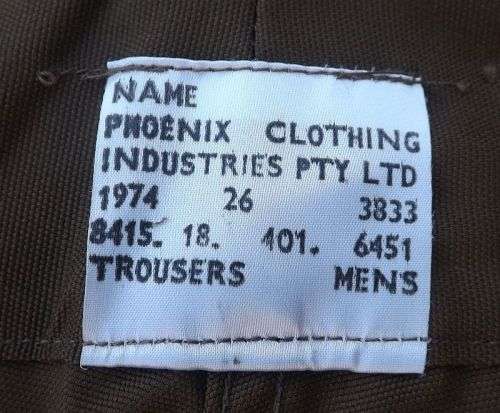 NAME
PHOENIX CLOTHING
INDUSTRIES PTY LTD
1974 26 3833
8415. 18. 401. 6451
TROUSERS MENS